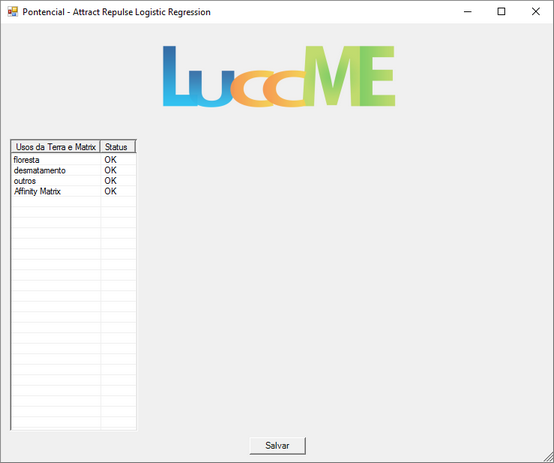 Pontencial - Attract Repulse Logistic Regression
LuccME
Usos da Terra e Matrix Status
floresta OK
desmatamento OK
outros OK
Affinity Matrix OK
Salvar